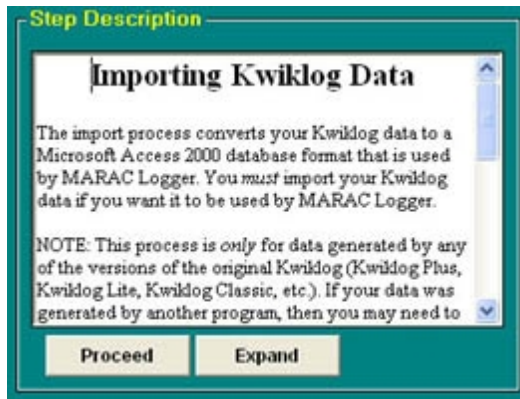 Step Description
Importing Kwiklog Data
The import process converts your Kwiklog data to a
Microsoft Access 2000 database format that is used
by MARAC Logger. You must import your Kwiklog
data if you want it to be used by MARAC Logger.
NOTE: This process is only for data generated by any
of the versions of the original Kwiklog (Kwiklog Plus,
Kwiklog Lite, Kwiklog Classic, etc.). If your data was
generated by another program, then you may need to
Proceed
Expand